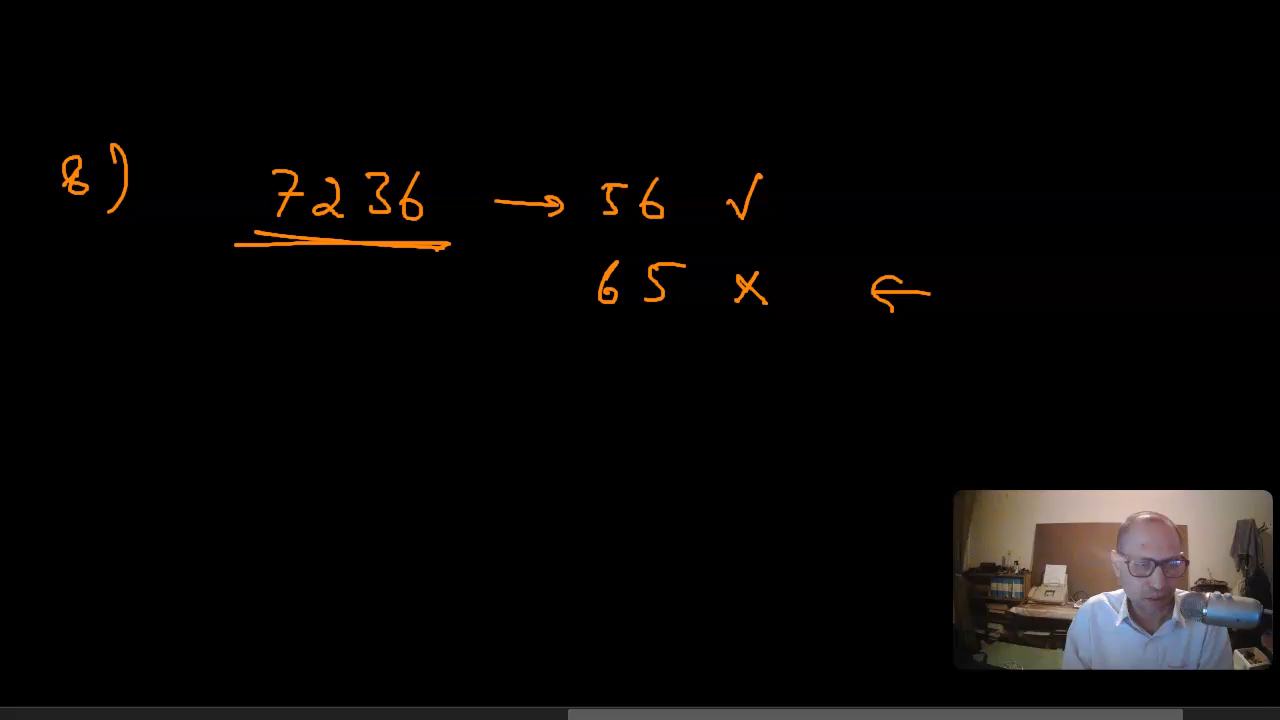 8) 7236 → 56 ✓
65 × ←